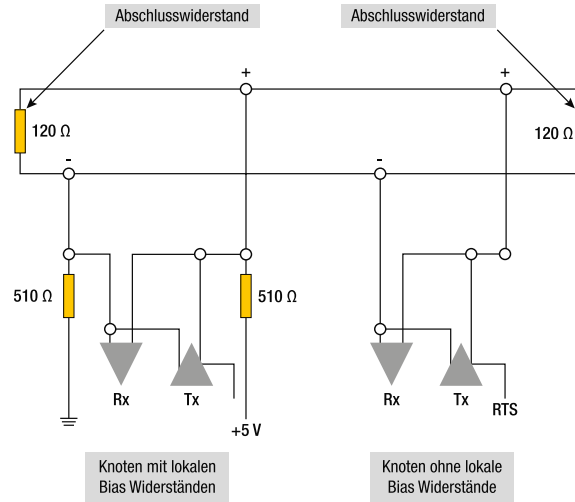 Abschlusswiderstand
Abschlusswiderstand
+
+
120 Ω
120 Ω
-
-
510 Ω
510 Ω
Rx
Tx
Rx
Tx
RTS
+5 V
Knoten mit lokalen
Bias Widerständen
Knoten ohne lokale
Bias Widerstände